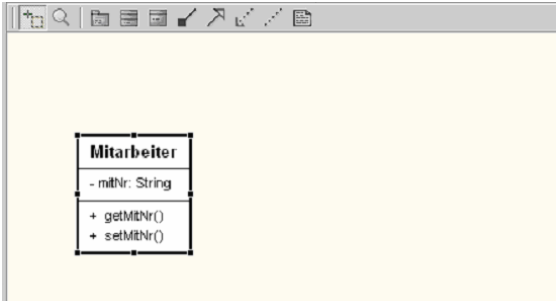 Mitarbeiter
- mitNr: String
+ getMitNr()
+ setMitNr()